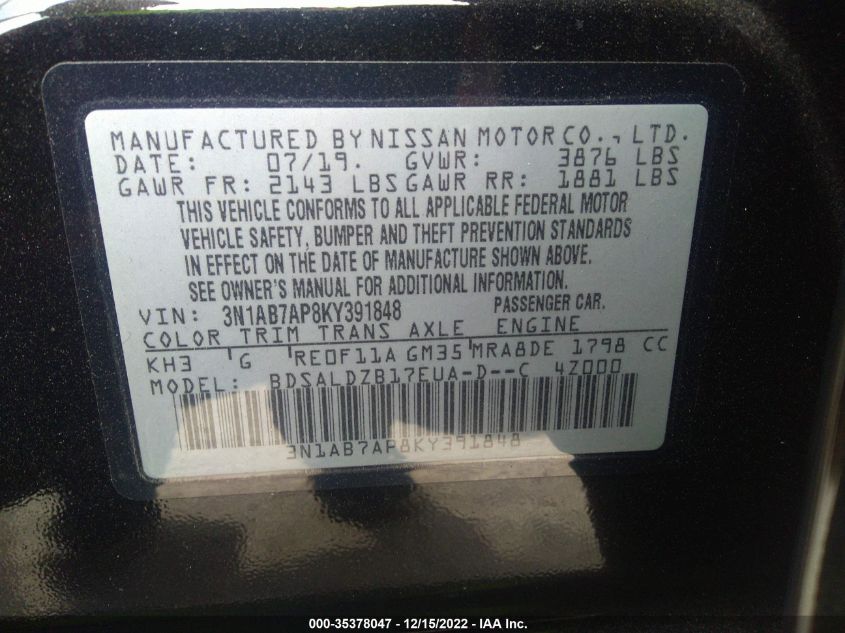 MANUFACTURED BY NISSAN MOTOR CO., LTD.
DATE: 07/19. GVWR: 3876 LBS
GAWR FR: 2143 LBS GAWR RR: 1881 LBS
THIS VEHICLE CONFORMS TO ALL APPLICABLE FEDERAL MOTOR
VEHICLE SAFETY, BUMPER AND THEFT PREVENTION STANDARDS
IN EFFECT ON THE DATE OF MANUFACTURE SHOWN ABOVE.
SEE OWNER'S MANUAL FOR ADDITIONAL INFORMATION.
VIN: 3N1AB7AP8KY391848 PASSENGER CAR.
COLOR TRIM TRANS AXLE ENGINE
KH3 G RE0F11A GM35 MRA8DE 1798 CC
MODEL: BDSALDZB17EUA-D--C 4Z000
3N1AB7AP8KY391848
000-35378047 - 12/15/2022 - IAA Inc.